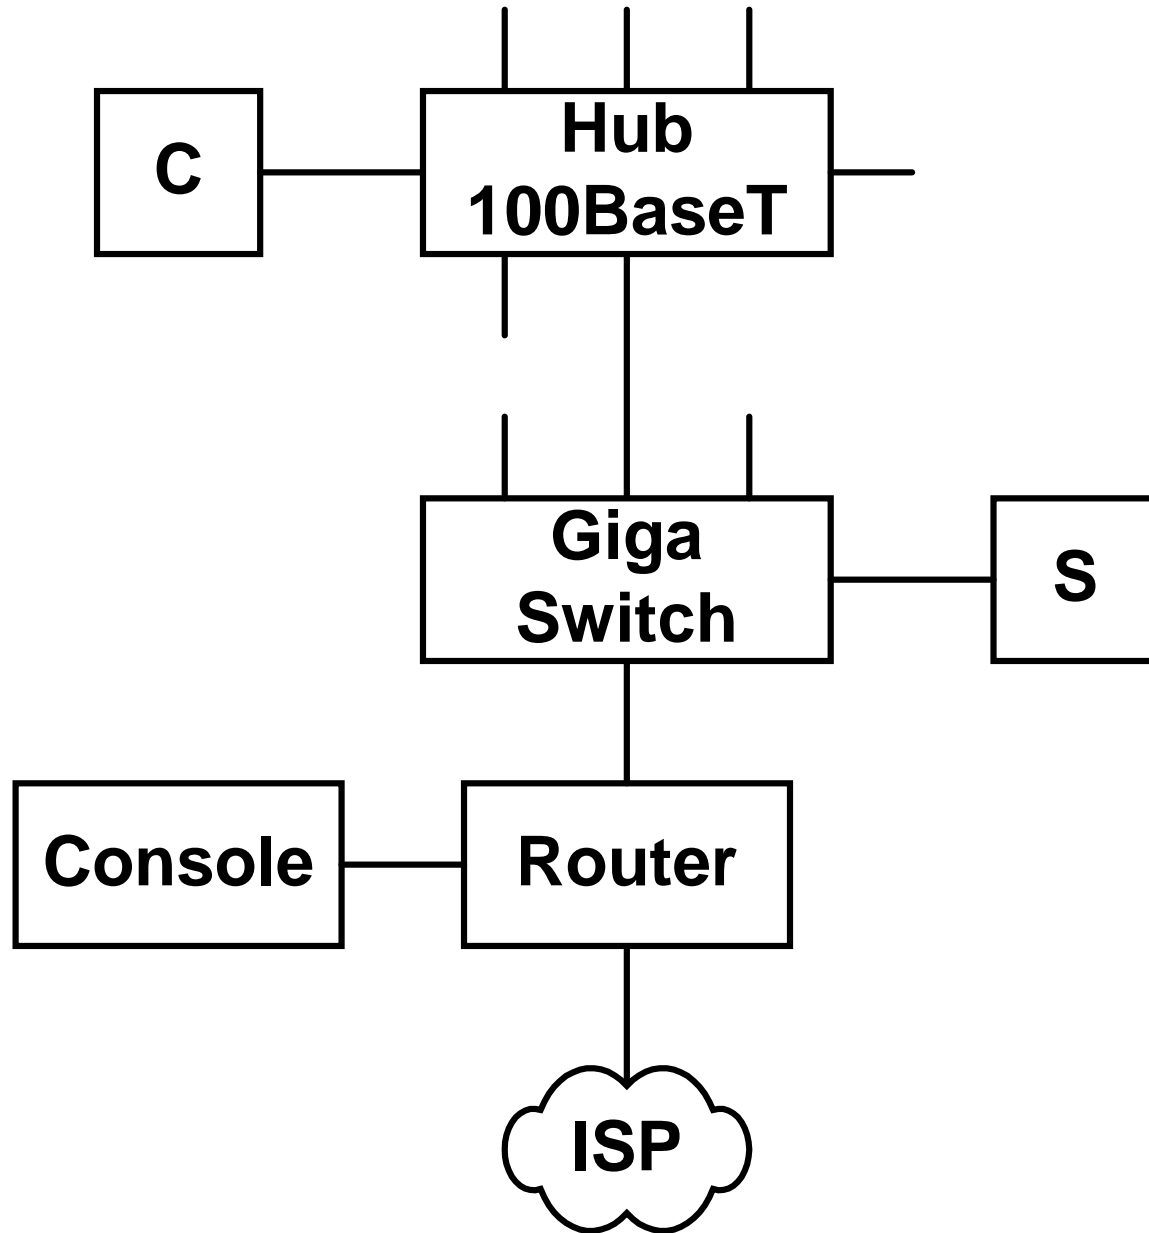 C
Hub
100BaseT
Giga
Switch
S
Console
Router
ISP